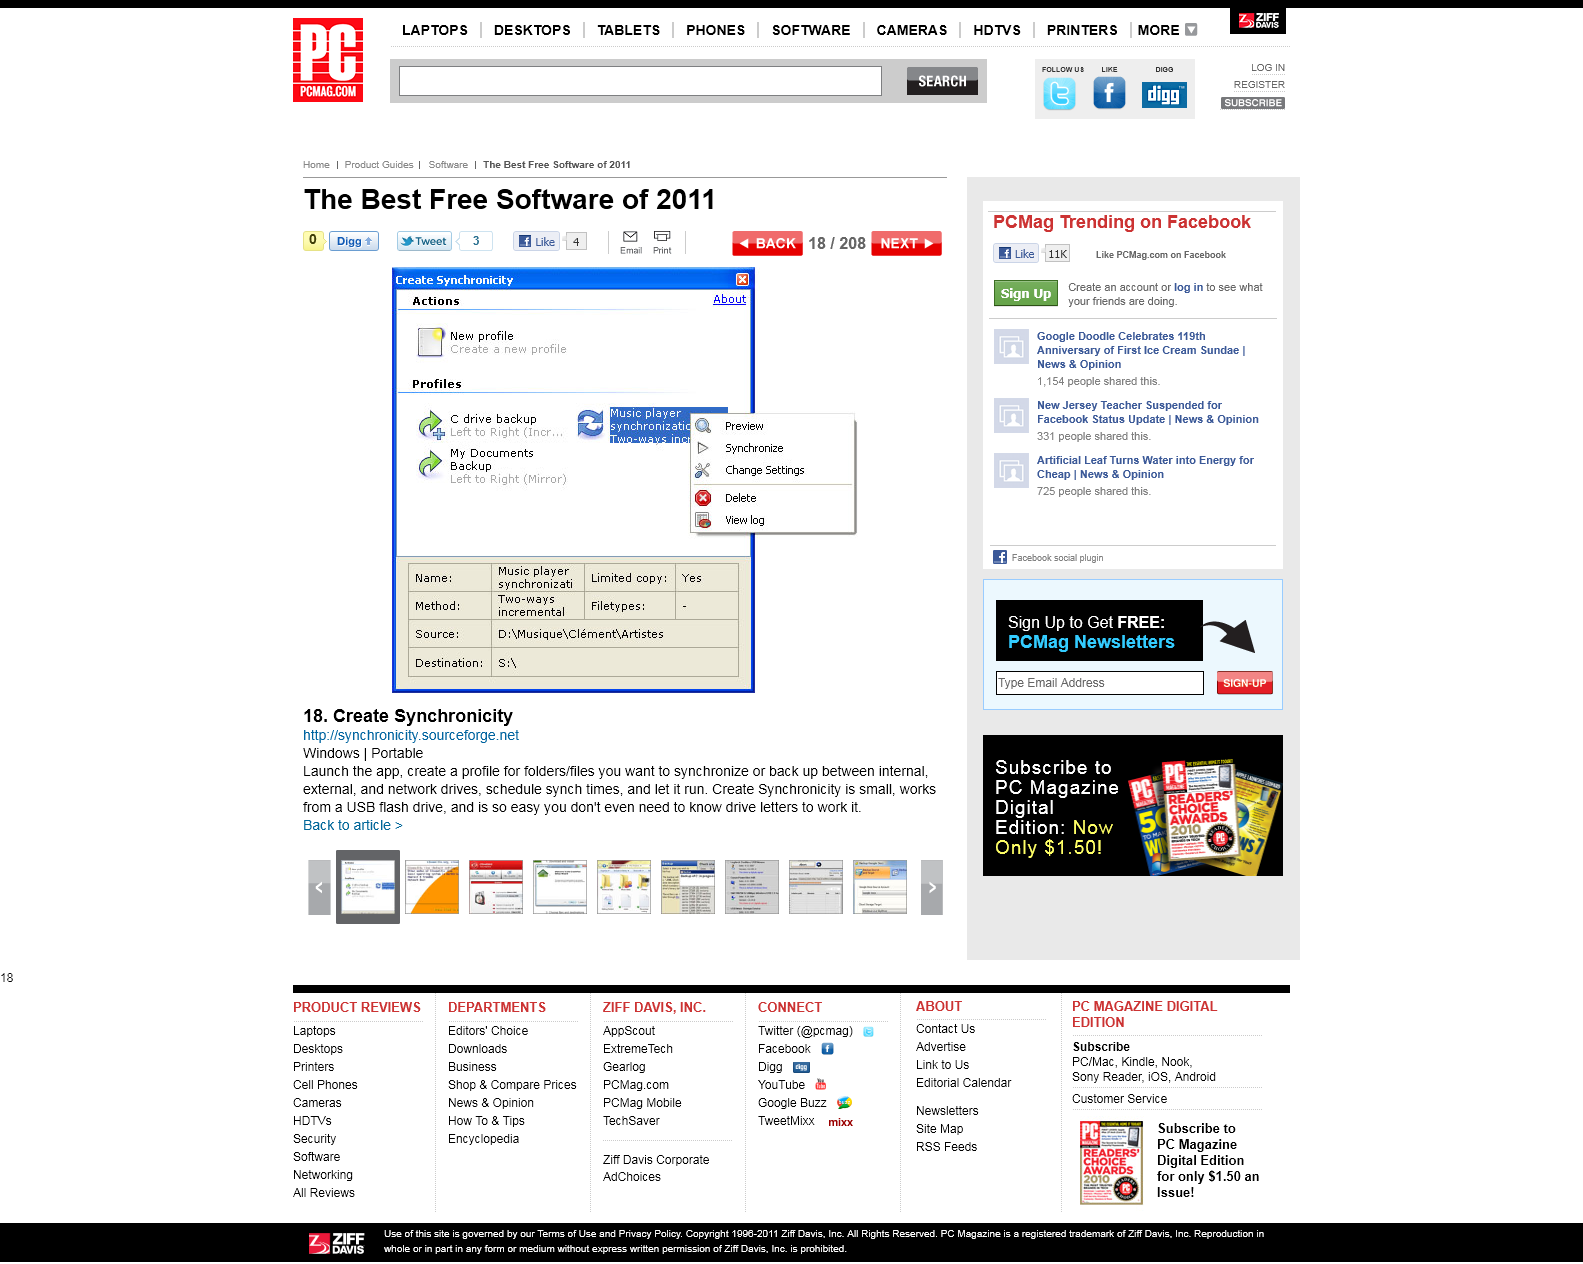 LAPTOPS | DESKTOPS | TABLETS | PHONES | SOFTWARE | CAMERAS | HDTVS | PRINTERS | MORE
ZIFF DAVIS
PC
PCMAG.COM
SEARCH
FOLLOW US LIKE DIGG
digg
LOG IN
REGISTER
SUBSCRIBE
Home | Product Guides | Software | The Best Free Software of 2011
The Best Free Software of 2011
0 Digg Tweet 3 Like 4 Email Print BACK 18 / 208 NEXT
Create Synchronicity
Actions About
New profile
Create a new profile
Profiles
C drive backup
Left to Right (Incr...
My Documents
Backup
Left to Right (Mirror)
Music player
synchronizatic
Two-ways incr
Preview
Synchronize
Change Settings
Delete
View log
Name: Music player synchronizati Limited copy: Yes
Method: Two-ways incremental Filetypes: -
Source: D:\Musique\Clément\Artistes
Destination: S:\
18. Create Synchronicity
http://synchronicity.sourceforge.net
Windows | Portable
Launch the app, create a profile for folders/files you want to synchronize or back up between internal,
external, and network drives, schedule synch times, and let it run. Create Synchronicity is small, works
from a USB flash drive, and is so easy you don't even need to know drive letters to work it.
Back to article >
PCMag Trending on Facebook
Like 11K Like PCMag.com on Facebook
Sign Up Create an account or log in to see what
your friends are doing.
Google Doodle Celebrates 119th
Anniversary of First Ice Cream Sundae |
News & Opinion
1,154 people shared this.
New Jersey Teacher Suspended for
Facebook Status Update | News & Opinion
331 people shared this.
Artificial Leaf Turns Water into Energy for
Cheap | News & Opinion
725 people shared this.
Facebook social plugin
Sign Up to Get FREE:
PCMag Newsletters
Type Email Address SIGN-UP
Subscribe to
PC Magazine
Digital
Edition: Now
Only $1.50!
READERS'
CHOICE
AWARDS
2010
18
PRODUCT REVIEWS
Laptops
Desktops
Printers
Cell Phones
Cameras
HDTVs
Security
Software
Networking
All Reviews
DEPARTMENTS
Editors' Choice
Downloads
Business
Shop & Compare Prices
News & Opinion
How To & Tips
Encyclopedia
ZIFF DAVIS, INC.
AppScout
ExtremeTech
Gearlog
PCMag.com
PCMag Mobile
TechSaver
Ziff Davis Corporate
AdChoices
CONNECT
Twitter (@pcmag)
Facebook
Digg digg
YouTube
Google Buzz
TweetMixx mixx
ABOUT
Contact Us
Advertise
Link to Us
Editorial Calendar
Newsletters
Site Map
RSS Feeds
PC MAGAZINE DIGITAL
EDITION
Subscribe
PC/Mac, Kindle, Nook,
Sony Reader, iOS, Android
Customer Service
PC
READERS'
CHOICE
AWARDS
2010
Subscribe to
PC Magazine
Digital Edition
for only $1.50 an
Issue!
ZIFF DAVIS
Use of this site is governed by our Terms of Use and Privacy Policy. Copyright 1996-2011 Ziff Davis, Inc. All Rights Reserved. PC Magazine is a registered trademark of Ziff Davis, Inc. Reproduction in
whole or in part in any form or medium without express written permission of Ziff Davis, Inc. is prohibited.